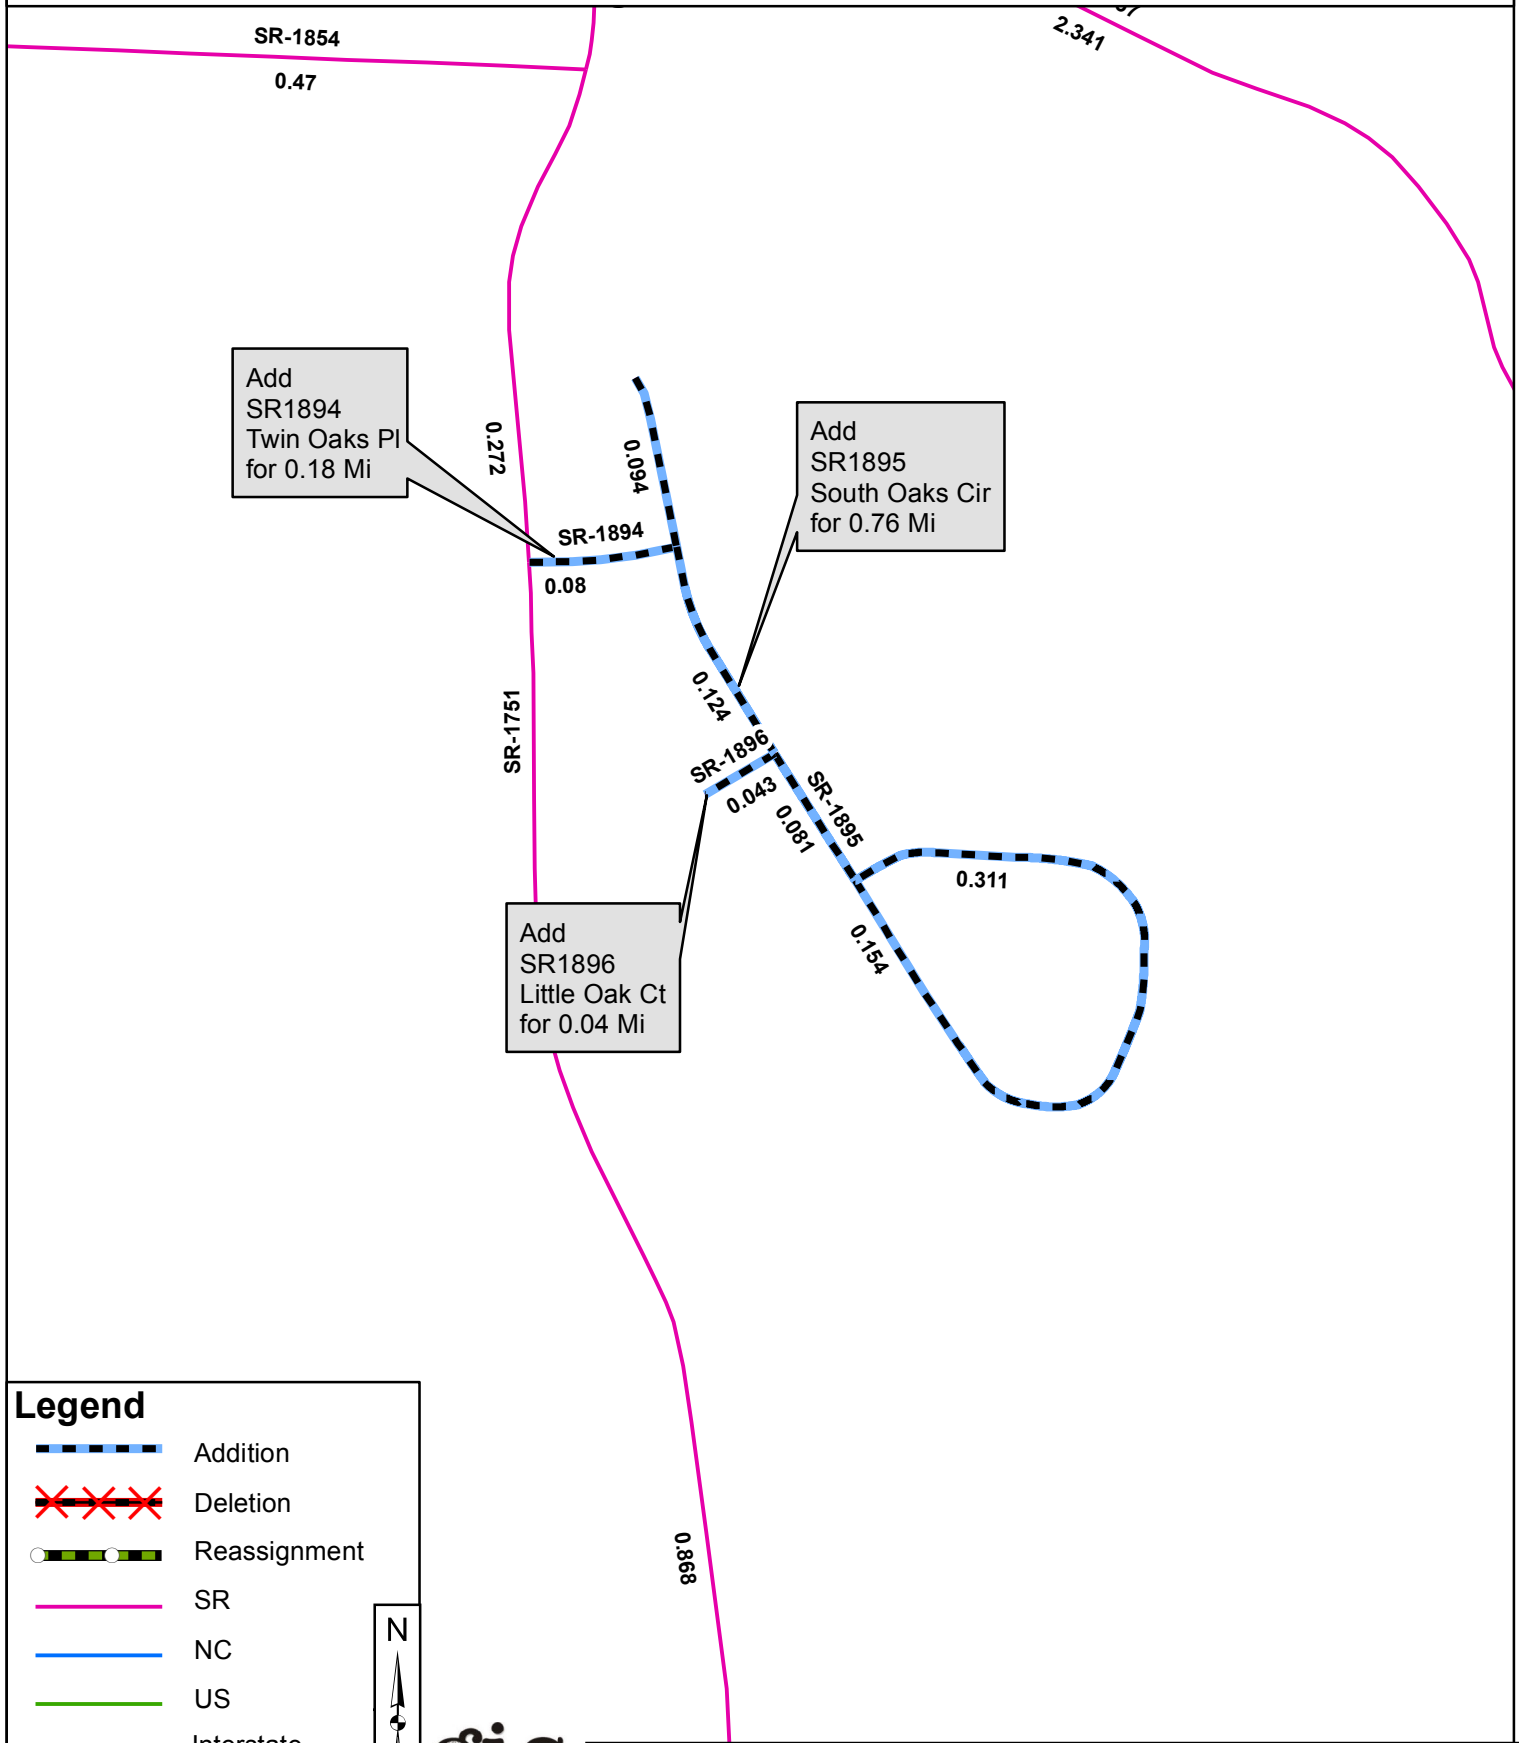 SR-1854
0.47
2.341
Add
SR1894
Twin Oaks Pl
for 0.18 Mi
0.272
0.094
Add
SR1895
South Oaks Cir
for 0.76 Mi
SR-1894
0.08
SR-1751
0.124
SR-1896
0.043
0.081
SR-1895
0.311
0.154
Add
SR1896
Little Oak Ct
for 0.04 Mi
0.868
Legend
Addition
Deletion
Reassignment
SR
NC
US
Interstate
N